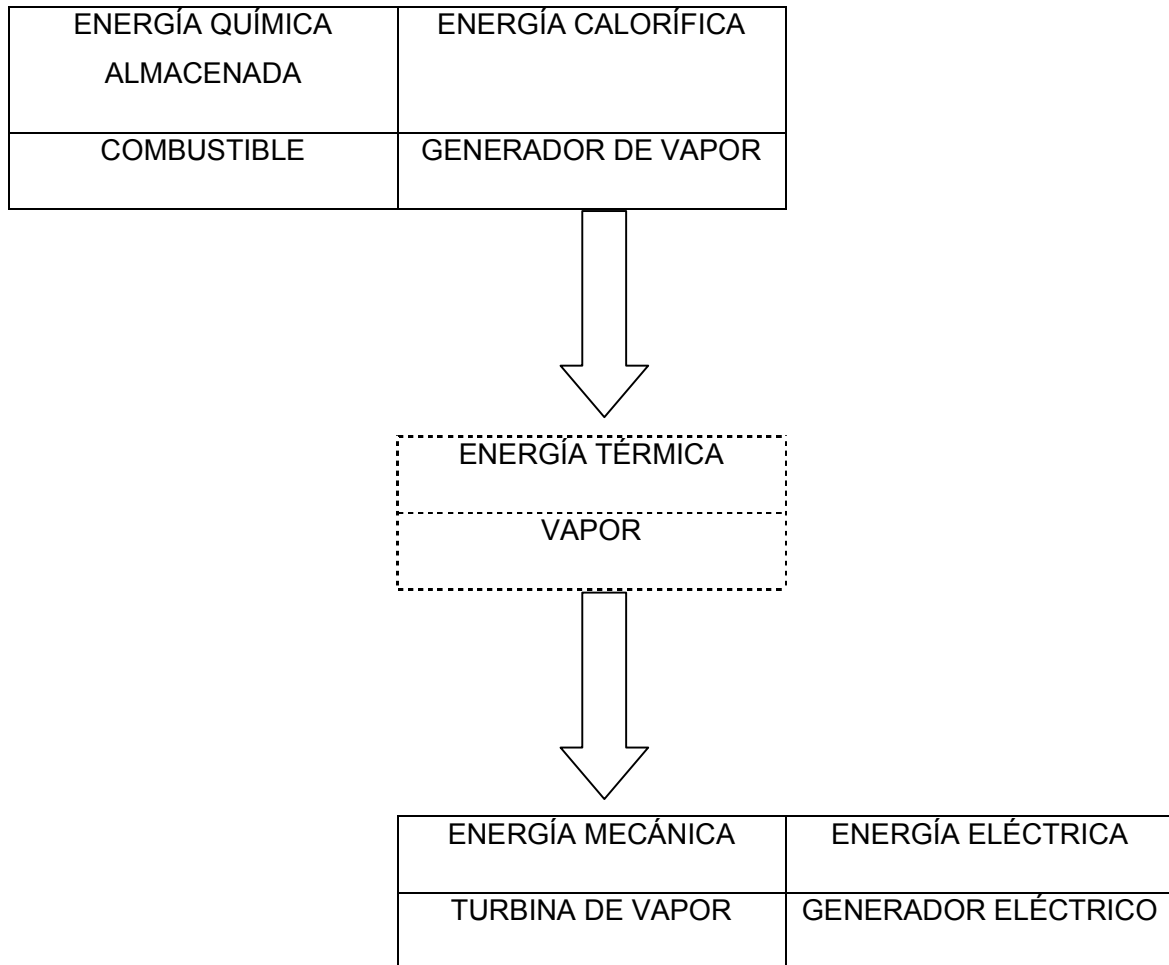 ENERGÍA QUÍMICA
ALMACENADA
ENERGÍA CALORÍFICA
COMBUSTIBLE
GENERADOR DE VAPOR
ENERGÍA TÉRMICA
VAPOR
ENERGÍA MECÁNICA
ENERGÍA ELÉCTRICA
TURBINA DE VAPOR
GENERADOR ELÉCTRICO